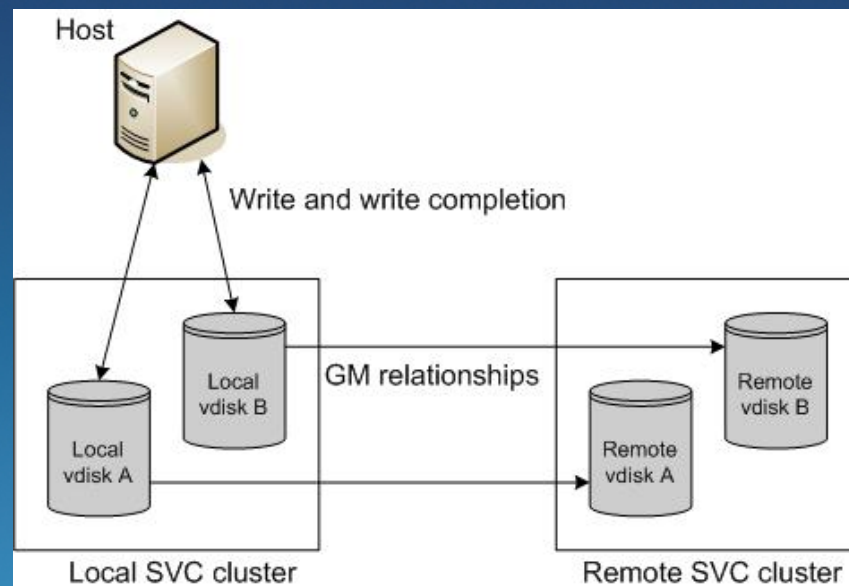 Host
Write and write completion
Local
vdisk B
GM relationships
Remote
vdisk B
Local
vdisk A
Remote
vdisk A
Local SVC cluster
Remote SVC cluster